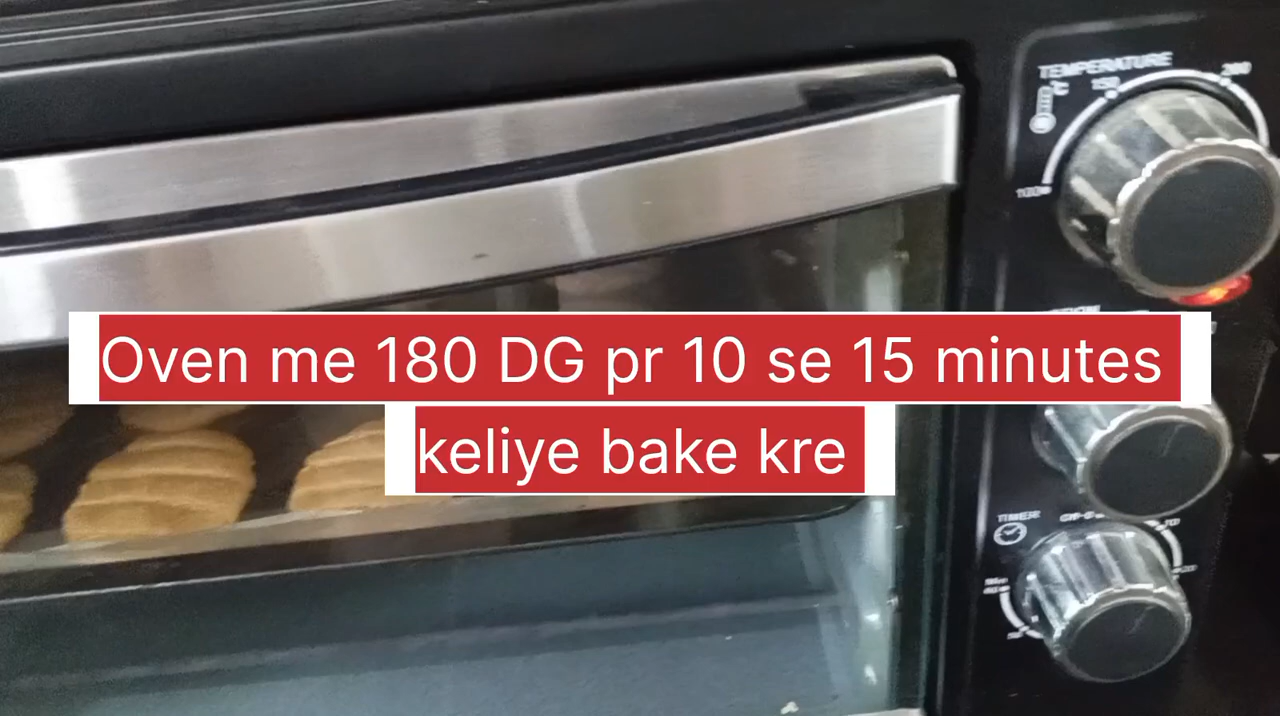 TEMPERATURE
°C
150
200
100
Oven me 180 DG pr 10 se 15 minutes
keliye bake kre
TIMER